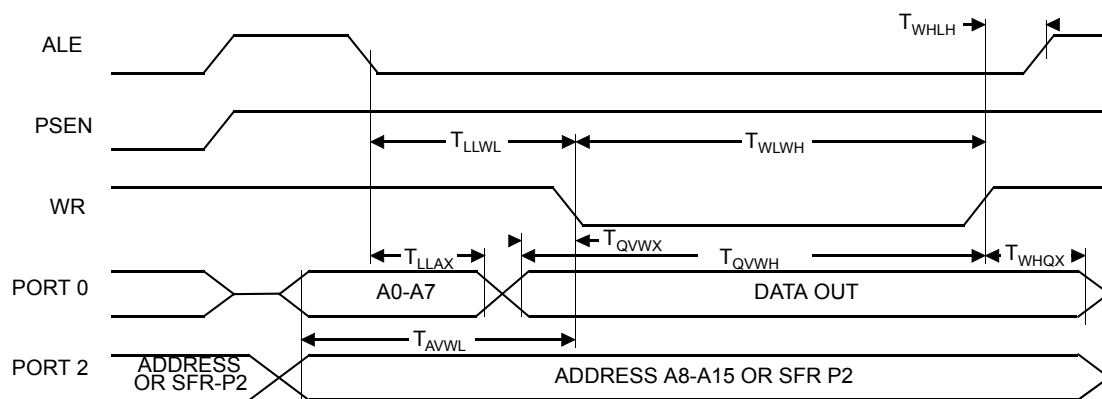 ALE
T_WHLH
PSEN
T_LLWL
T_WLWH
WR
T_QVWX
T_LLAX
T_QVWH
T_WHQX
PORT 0
A0-A7
DATA OUT
T_AVWL
PORT 2
ADDRESS
OR SFR-P2
ADDRESS A8-A15 OR SFR P2